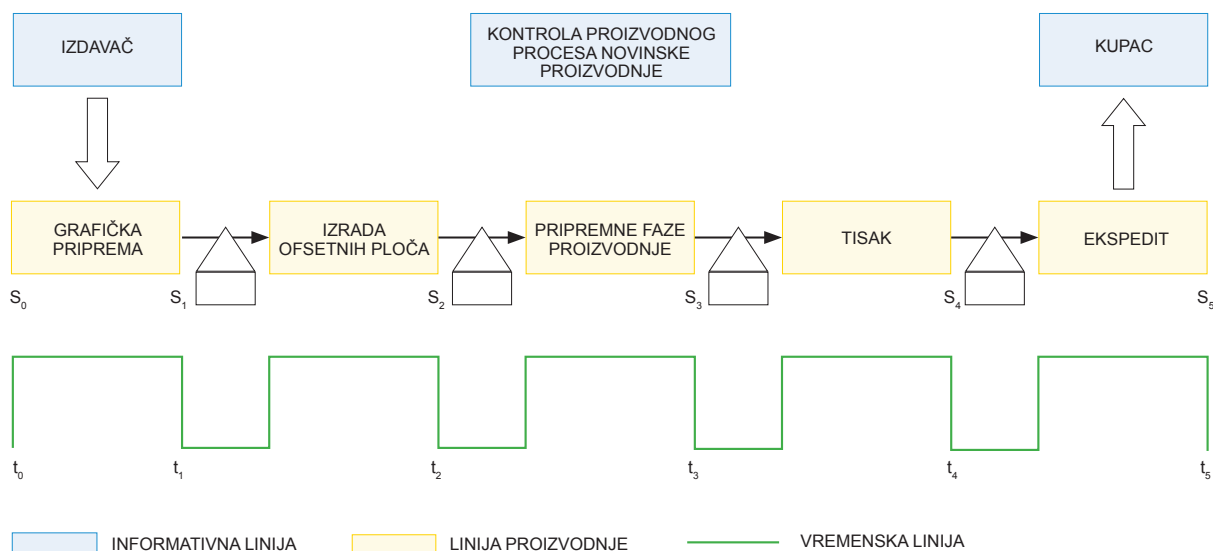 IZDAVAČ
KONTROLA PROIZVODNOG
PROCESA NOVINSKE
PROIZVODNJE
KUPAC
GRAFIČKA
PRIPREMA
IZRADA
OFSETNIH PLOČA
PRIPREMNE FAZE
PROIZVODNJE
TISAK
EKSPEDIT
S₀ S₁ S₂ S₃ S₄ S₅
t₀ t₁ t₂ t₃ t₄ t₅
INFORMATIVNA LINIJA LINIJA PROIZVODNJE VREMENSKA LINIJA